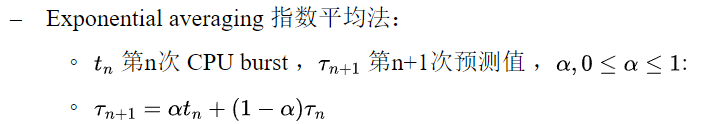 – Exponential averaging 指数平均法：
◦ tₙ 第n次 CPU burst ，τₙ₊₁ 第n+1次预测值 ，α, 0 ≤ α ≤ 1:
◦ τₙ₊₁ = αtₙ + (1 − α)τₙ